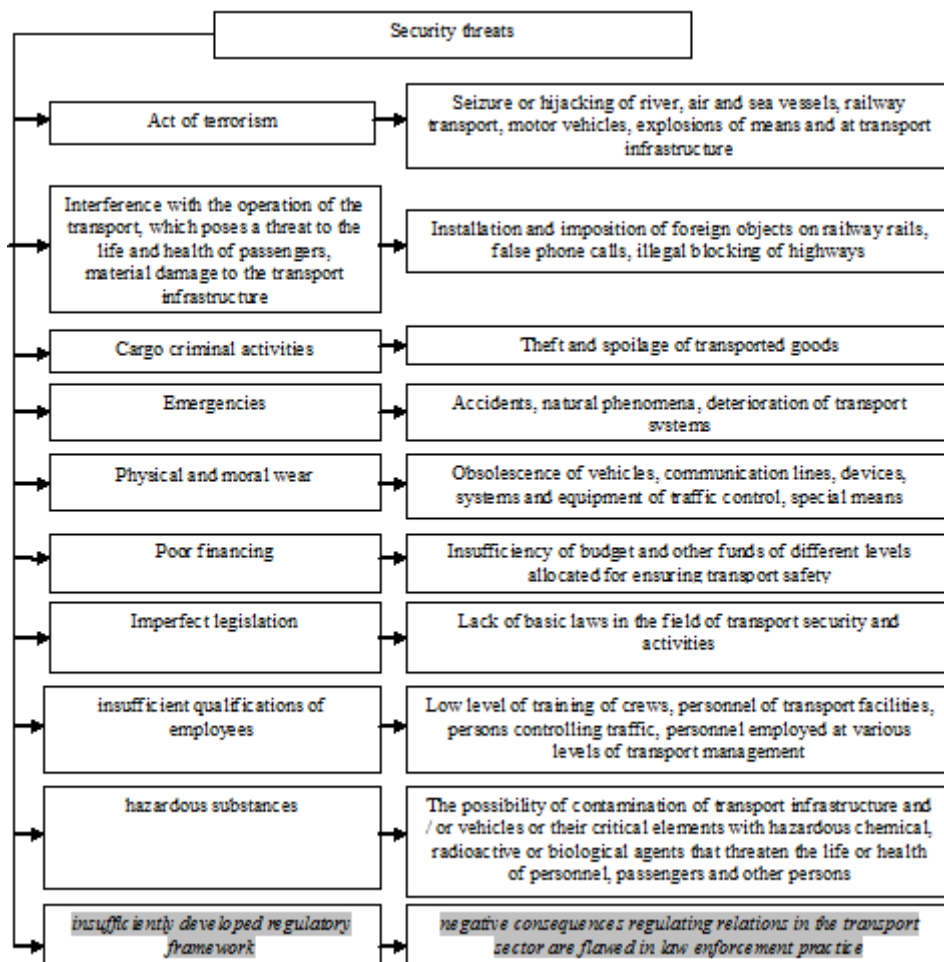 Security threats
Act of terrorism
Seizure or hijacking of river, air and sea vessels, railway
transport, motor vehicles, explosions of means and at transport
infrastructure
Interference with the operation of the
transport, which poses a threat to the
life and health of passengers,
material damage to the transport
infrastructure
Installation and imposition of foreign objects on railway rails,
false phone calls, illegal blocking of highways
Cargo criminal activities
Theft and spoilage of transported goods
Emergencies
Accidents, natural phenomena, deterioration of transport
systems
Physical and moral wear
Obsolescence of vehicles, communication lines, devices,
systems and equipment of traffic control, special means
Poor financing
Insufficiency of budget and other funds of different levels
allocated for ensuring transport safety
Imperfect legislation
Lack of basic laws in the field of transport security and
activities
insufficient qualifications of
employees
Low level of training of crews, personnel of transport facilities,
persons controlling traffic, personnel employed at various
levels of transport management
hazardous substances
The possibility of contamination of transport infrastructure and
/ or vehicles or their critical elements with hazardous chemical,
radioactive or biological agents that threaten the life or health
of personnel, passengers and other persons
insufficiently developed regulatory
framework
negative consequences regulating relations in the transport
sector are flawed in law enforcement practice